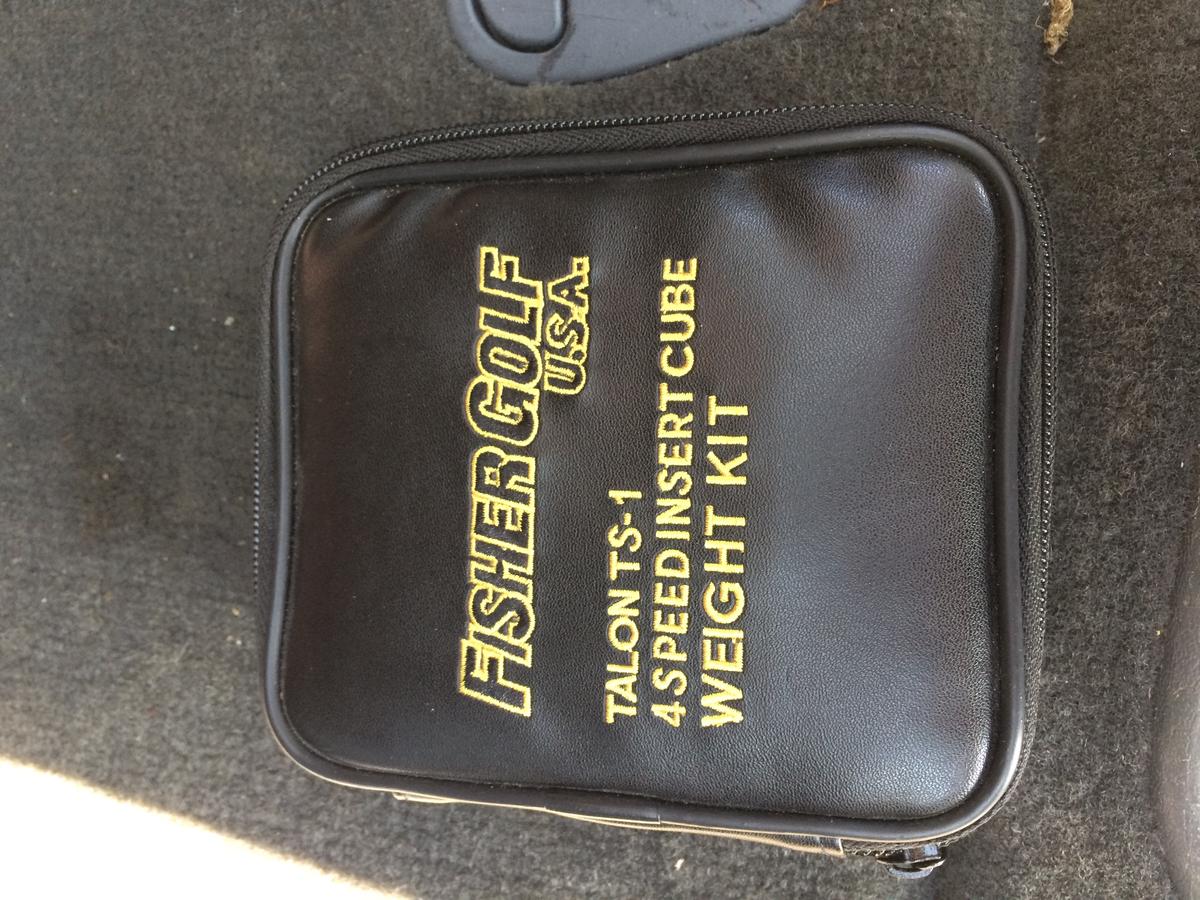 FISHER GOLF
U.S.A.
TALON TS-1
4 SPEED INSERT CUBE
WEIGHT KIT